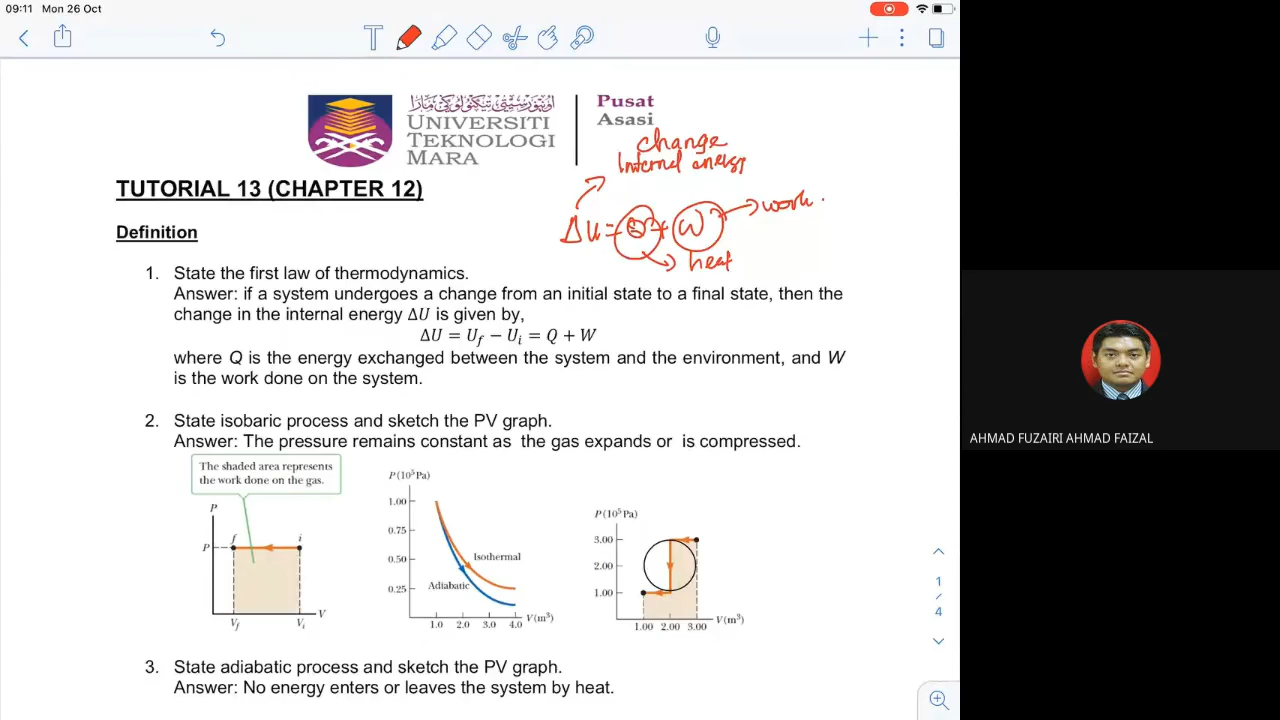 09:11 Mon 26 Oct
اونيۏرسيتي تيكنولوݢي مارا
UNIVERSITI
TEKNOLOGI
MARA
Pusat
Asasi
change
Internal energy
ΔU = Q + W
work.
heat
TUTORIAL 13 (CHAPTER 12)
Definition
1. State the first law of thermodynamics.
Answer: if a system undergoes a change from an initial state to a final state, then the
change in the internal energy ΔU is given by,
ΔU = U_f − U_i = Q + W
where Q is the energy exchanged between the system and the environment, and W
is the work done on the system.
2. State isobaric process and sketch the PV graph.
Answer: The pressure remains constant as the gas expands or is compressed.
The shaded area represents
the work done on the gas.
P
f i
P
V
V_f V_i
P (10⁵ Pa)
1.00
0.75
0.50
0.25
Isothermal
Adiabatic
1.0 2.0 3.0 4.0 V (m³)
P (10⁵ Pa)
3.00
2.00
1.00
1.00 2.00 3.00 V (m³)
3. State adiabatic process and sketch the PV graph.
Answer: No energy enters or leaves the system by heat.
1
/
4
AHMAD FUZAIRI AHMAD FAIZAL